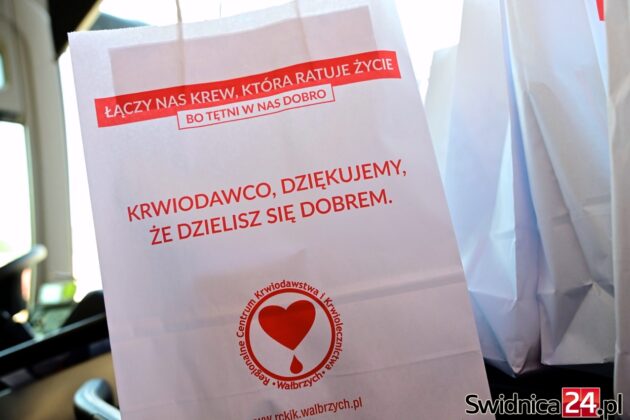 ŁĄCZY NAS KREW, KTÓRA RATUJE ŻYCIE
BO TĘTNI W NAS DOBRO
KRWIODAWCO, DZIĘKUJEMY,
ŻE DZIELISZ SIĘ DOBREM.
Regionalne Centrum Krwiodawstwa i Krwiolecznictwa
• Wałbrzych •
www.rckik.walbrzych.pl
Swidnica24.pl